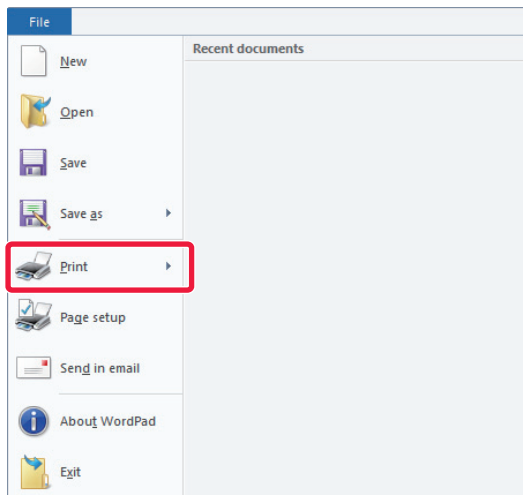 File
Recent documents
New
Open
Save
Save as
Print
Page setup
Send in email
About WordPad
Exit